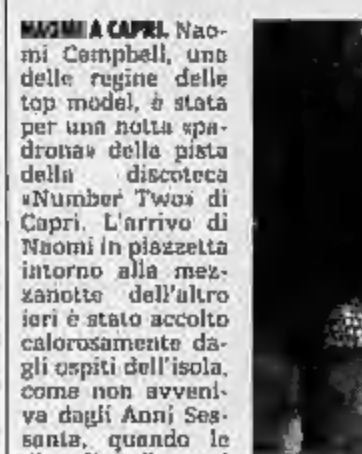 NAOMI A CAPRI. Nao-
mi Campbell, una
delle regine delle
top model, è stata
per una notta «pa-
drona» della pista
della discoteca
«Number Two» di
Capri. L'arrivo di
Naomi in piazzetta
intorno alla mez-
zanotte dell'altro
ieri è stato accolto
calorosamente da-
gli ospiti dell'isola,
come non avveni-
va dagli Anni Ses-
santa, quando le